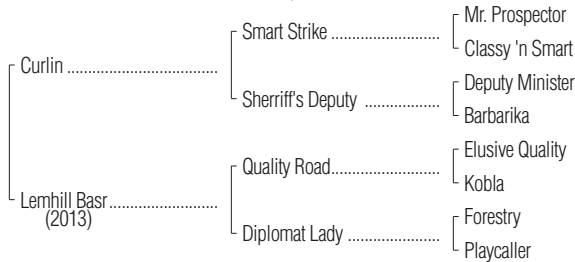 Mr. Prospector
Smart Strike ........................
Classy 'n Smart
Curlin ..................................
Deputy Minister
Sherriff's Deputy .................
Barbarika
Elusive Quality
Quality Road........................
Kobla
Lemhill Basr........................
(2013)
Forestry
Diplomat Lady .....................
Playcaller